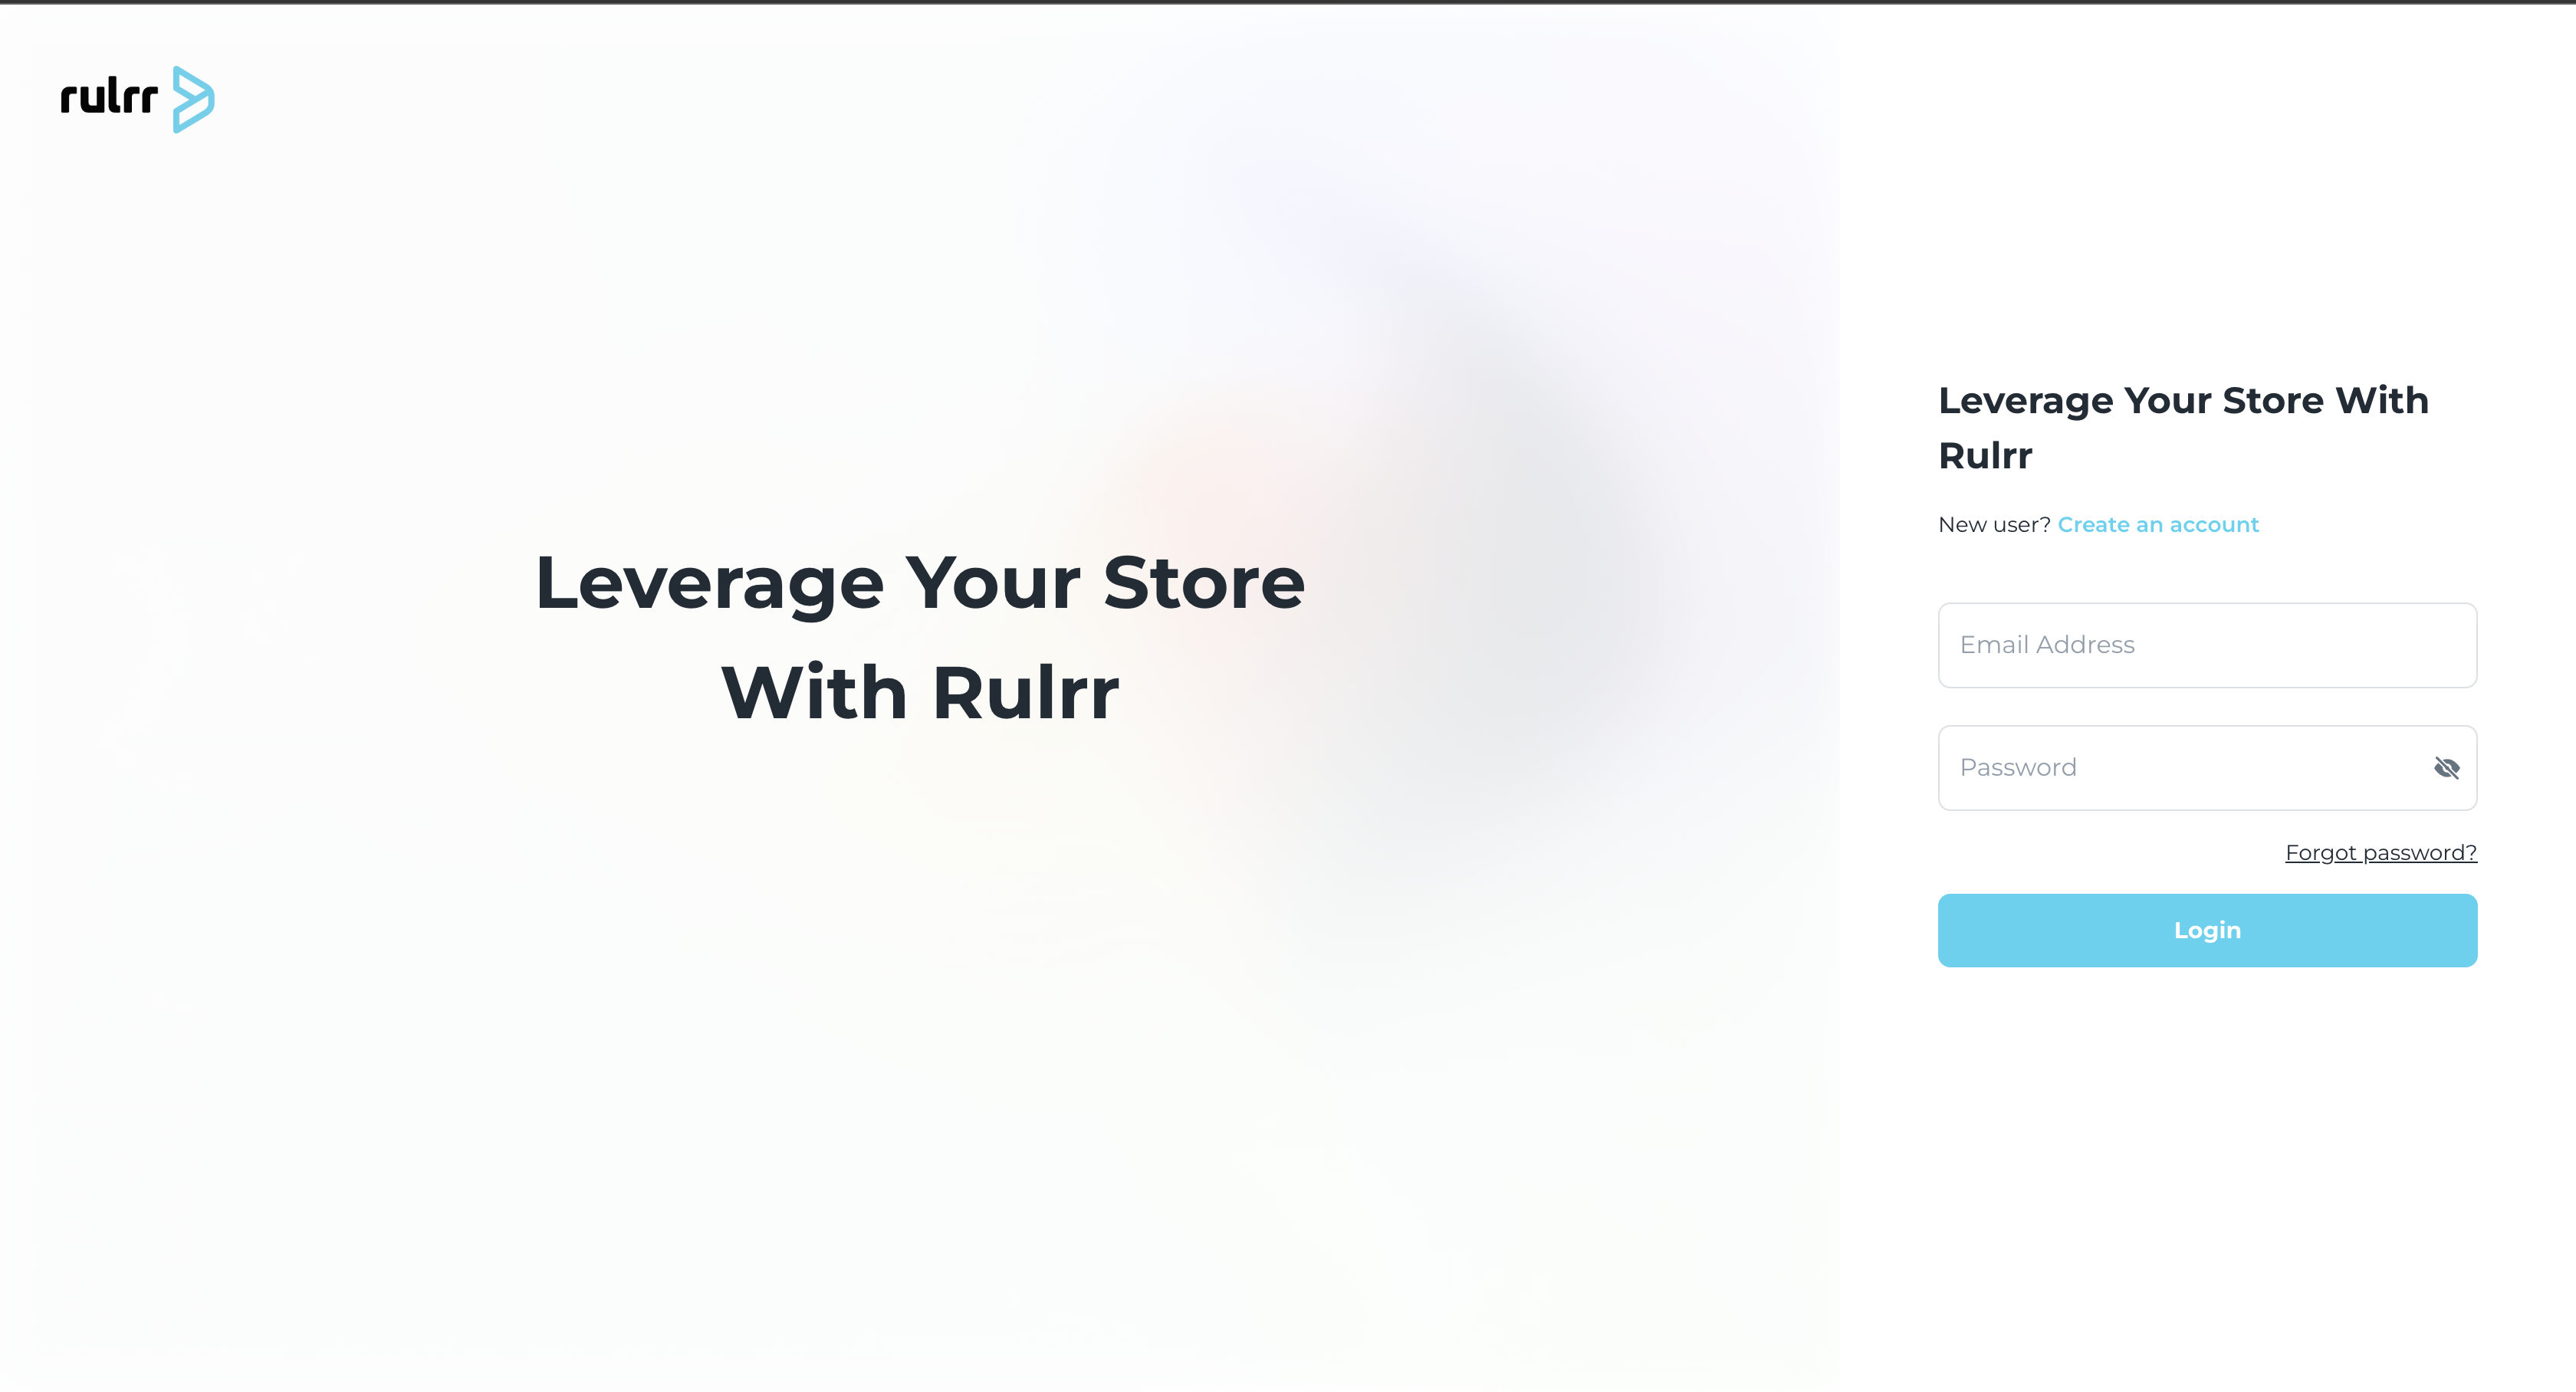 rulrr
Leverage Your Store
With Rulrr
Leverage Your Store With
Rulrr
New user? Create an account
Email Address
Password
Forgot password?
Login